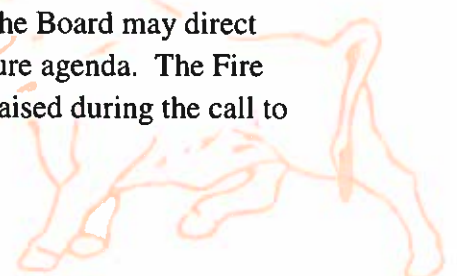 he Board may direct
ure agenda. The Fire
aised during the call to